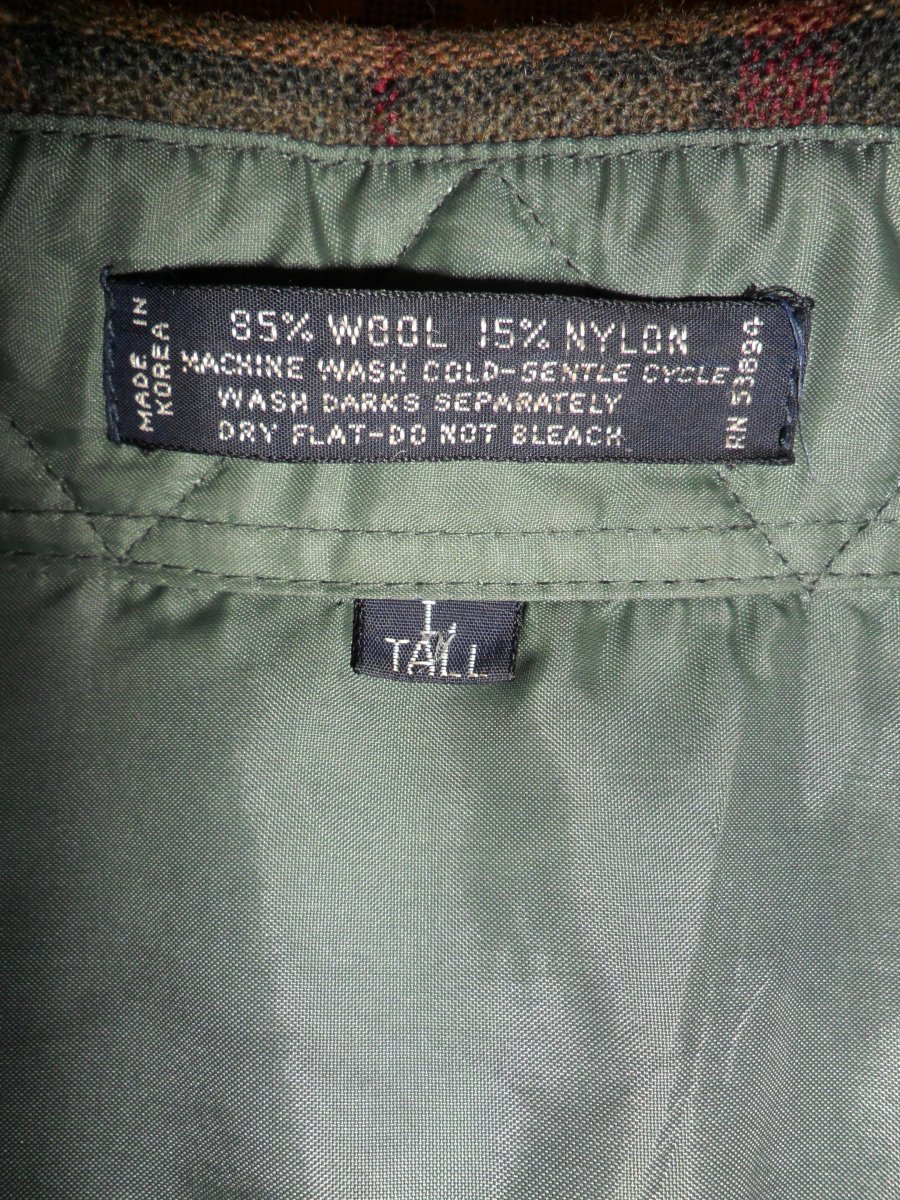 MADE IN
KOREA
85% WOOL 15% NYLON
MACHINE WASH COLD-GENTLE CYCLE
WASH DARKS SEPARATELY
DRY FLAT-DO NOT BLEACH
RN 53894
L
TALL